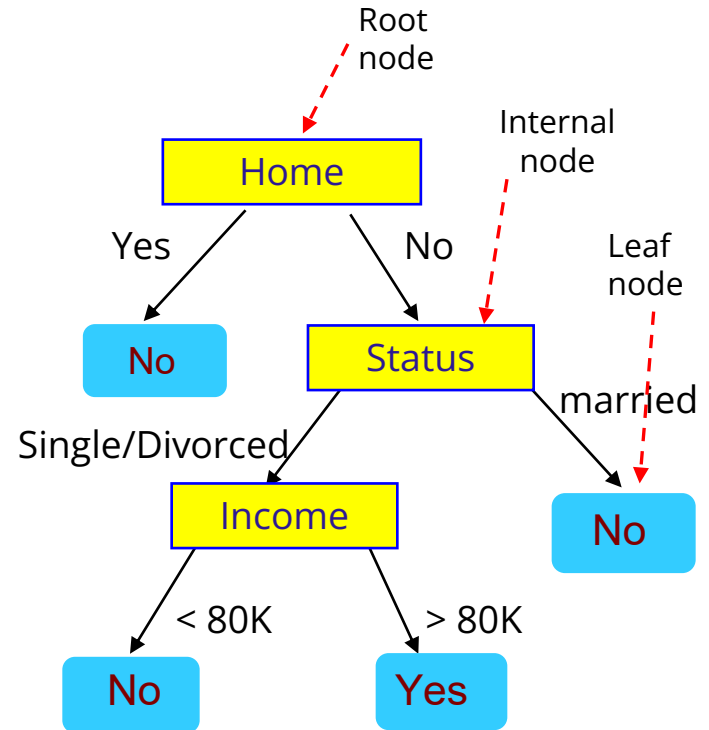 Root
node
Internal
node
Home
Yes
No
Leaf
node
No
Status
married
Single/Divorced
Income
No
< 80K
> 80K
No
Yes